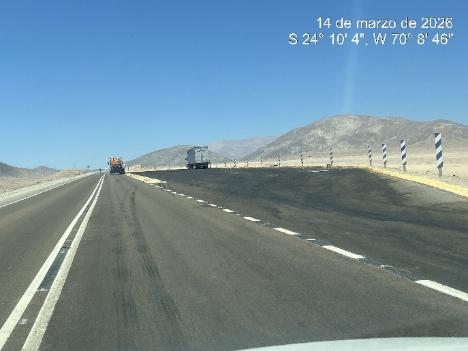 14 de marzo de 2026
S 24° 10' 4", W 70° 8' 46"